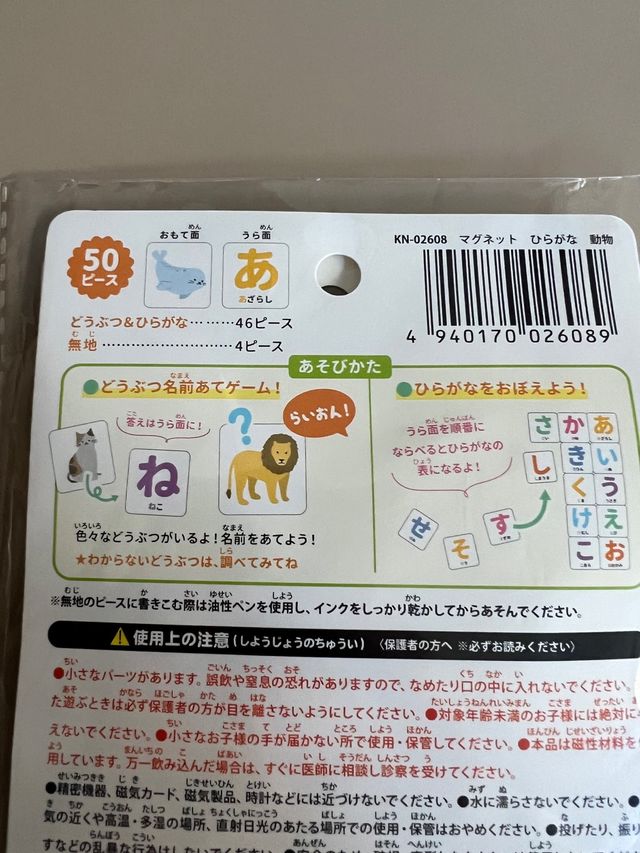 50
ピース
おもて面
うら面
あ
あざらし
KN-02608 マグネット ひらがな 動物
4 940170 026089
どうぶつ&ひらがな………46ピース
無地……………………………4ピース
あそびかた
●どうぶつ名前あてゲーム!
答えはうら面に!
ね
ねこ
?
らいおん!
色々などうぶつがいるよ!名前をあてよう!
★わからないどうぶつは、調べてみてね
●ひらがなをおぼえよう!
うら面を順番に
ならべるとひらがなの
表になるよ!
さ か あ
し き い
す く う
せ け え
そ こ お
※無地のピースに書きこむ際は油性ペンを使用し、インクをしっかり乾かしてからあそんでください。
⚠使用上の注意(しようじょうのちゅうい)〈保護者の方へ ※必ずお読みください〉
●小さなパーツがあります。誤飲や窒息の恐れがありますので、なめたり口の中に入れないでください。
た遊ぶときは必ず保護者の方が目を離さないようにしてください。●対象年齢未満のお子様には絶対に
えないでください。●小さなお子様の手が届かない所で使用・保管してください。●本品は磁性材料を
用しています。万一飲み込んだ場合は、すぐに医師に相談し診察を受けてください。
●精密機器、磁気カード、磁気製品、時計などには近づけないでください。●水に濡らさないでください。
気の近くや高温・多湿の場所、直射日光のあたる場所での使用・保管はおやめください。●投げたり、振り
すなどの乱暴な行為はしないでください。